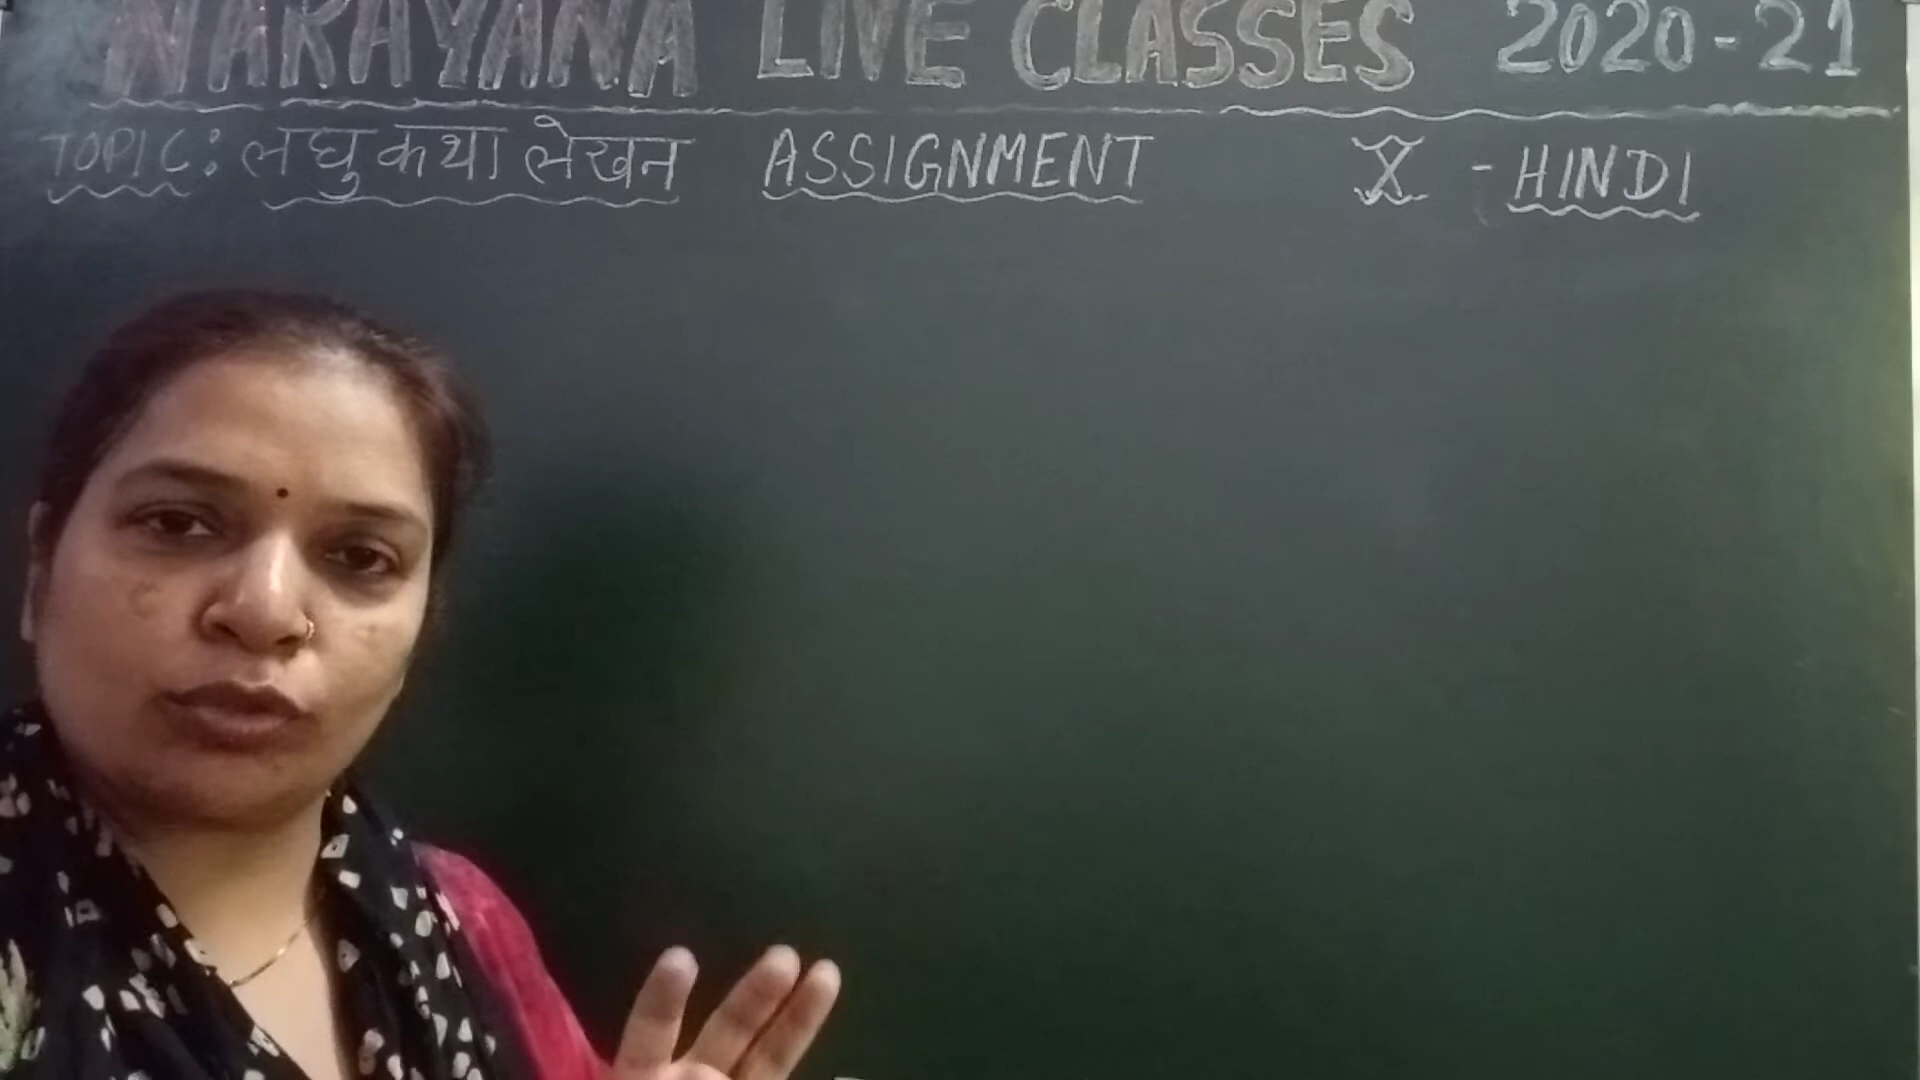 NARAYANA LIVE CLASSES 2020-21
TOPIC: लघु कथा लेखन ASSIGNMENT X - HINDI